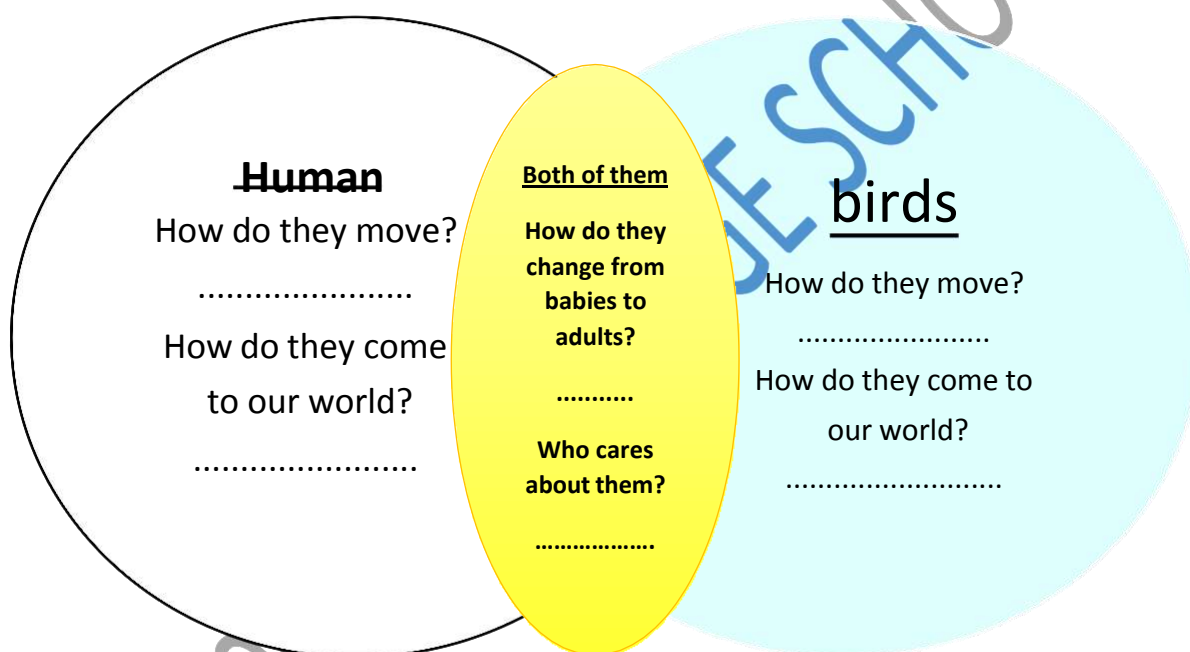 Human
How do they move?
.......................
How do they come
to our world?
........................
Both of them
How do they
change from
babies to
adults?
...........
Who cares
about them?
……………….
birds
How do they move?
........................
How do they come to
our world?
...........................